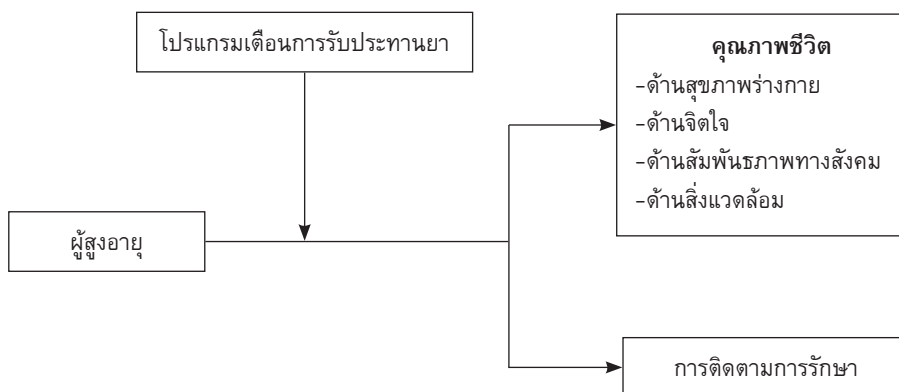 โปรแกรมเตือนการรับประทานยา
คุณภาพชีวิต
-ด้านสุขภาพร่างกาย
-ด้านจิตใจ
-ด้านสัมพันธภาพทางสังคม
-ด้านสิ่งแวดล้อม
ผู้สูงอายุ
การติดตามการรักษา